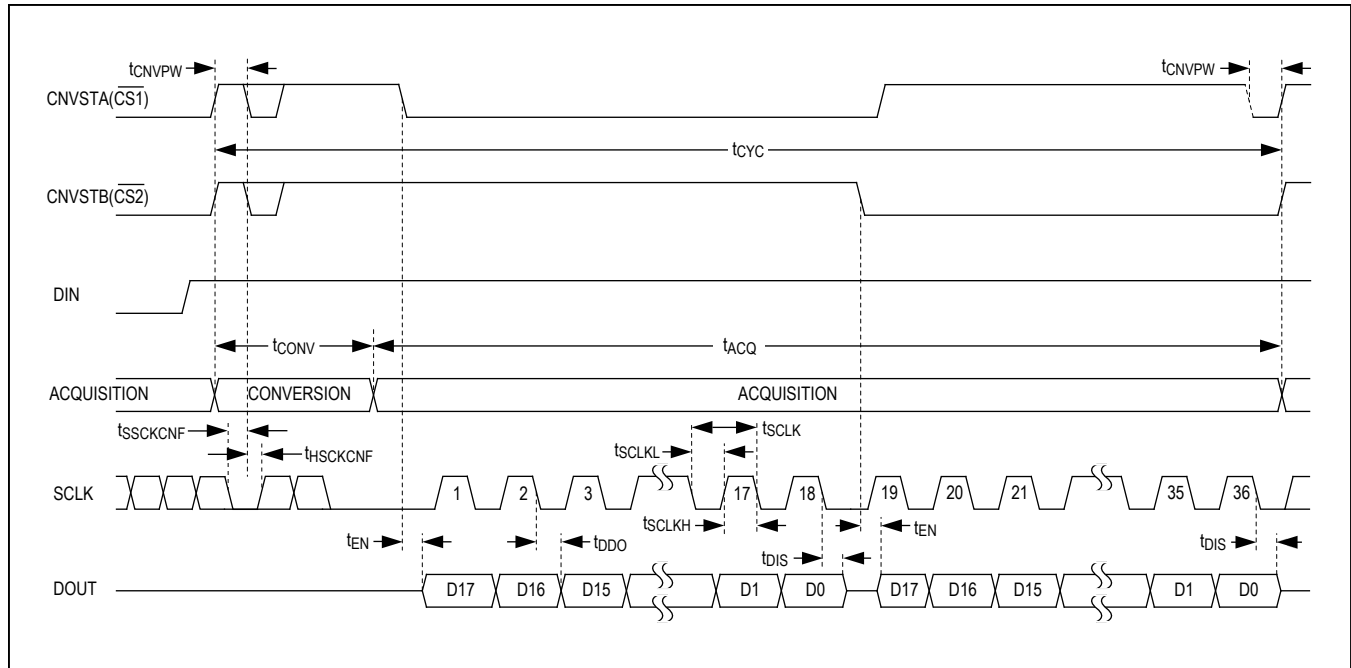 tCNVPW
tCNVPW
CNVSTA(CS1)
tCYC
CNVSTB(CS2)
DIN
tCONV
tACQ
ACQUISITION
CONVERSION
ACQUISITION
tSSCKCNF
tHSCKCNF
tSCLKL
tSCLK
SCLK
1
2
3
17
18
19
20
21
35
36
tSCLKH
tEN
tDDO
tDIS
tEN
tDIS
DOUT
D17
D16
D15
D1
D0
D17
D16
D15
D1
D0